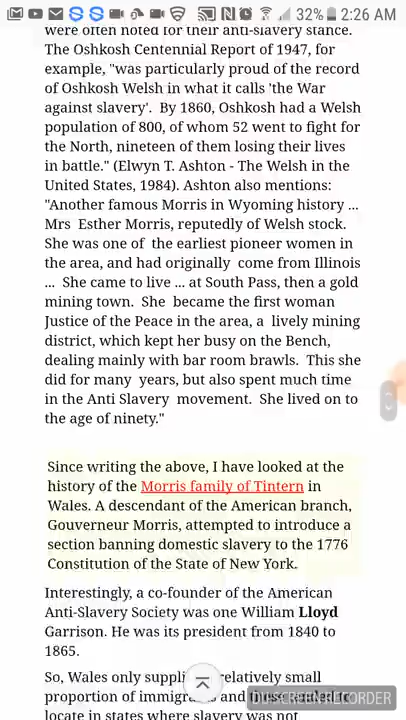 32% 2:26 AM
were often noted for their anti-slavery stance.
The Oshkosh Centennial Report of 1947, for
example, "was particularly proud of the record
of Oshkosh Welsh in what it calls 'the War
against slavery'.  By 1860, Oshkosh had a Welsh
population of 800, of whom 52 went to fight for
the North, nineteen of them losing their lives
in battle." (Elwyn T. Ashton - The Welsh in the
United States, 1984). Ashton also mentions:
"Another famous Morris in Wyoming history ...
Mrs  Esther Morris, reputedly of Welsh stock.
She was one of  the earliest pioneer women in
the area, and had originally  come from Illinois
...  She came to live ... at South Pass, then a gold
mining town.  She  became the first woman
Justice of the Peace in the area, a  lively mining
district, which kept her busy on the Bench,
dealing mainly with bar room brawls.  This she
did for many  years, but also spent much time
in the Anti Slavery  movement.  She lived on to
the age of ninety."
Since writing the above, I have looked at the
history of the Morris family of Tintern in
Wales. A descendant of the American branch,
Gouverneur Morris, attempted to introduce a
section banning domestic slavery to the 1776
Constitution of the State of New York.
Interestingly, a co-founder of the American
Anti-Slavery Society was one William Lloyd
Garrison. He was its president from 1840 to
1865.
So, Wales only relatively small
proportion of and
locate in states where slavery was not
DU SCREEN RECORDER